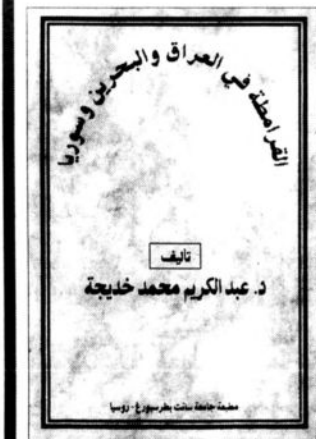 القرامطة في العراق والبحرين وسوريا
تأليف
د. عبد الكريم محمد خديجة
مطبعة جامعة سانت بطرسبورغ - روسيا